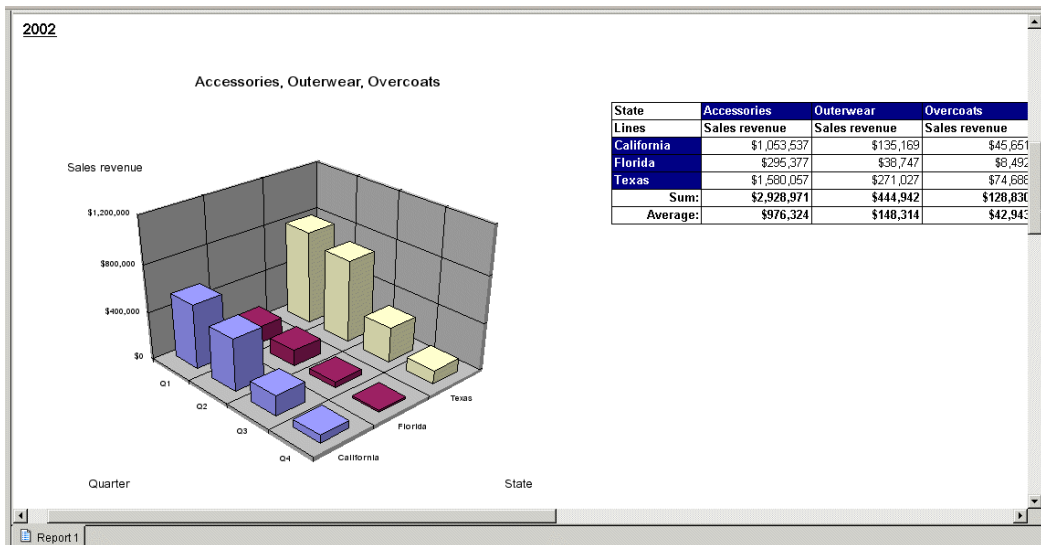 2002
Accessories, Outerwear, Overcoats
Sales revenue
$1,200,000
$800,000
$400,000
$0
Q1
Q2
Q3
Q4
California
Florida
Texas
Quarter
State
State Accessories Outerwear Overcoats
Lines Sales revenue Sales revenue Sales revenue
California $1,053,537 $135,169 $45,651
Florida $295,377 $38,747 $8,492
Texas $1,580,057 $271,027 $74,688
Sum: $2,928,971 $444,942 $128,830
Average: $976,324 $148,314 $42,943
Report 1